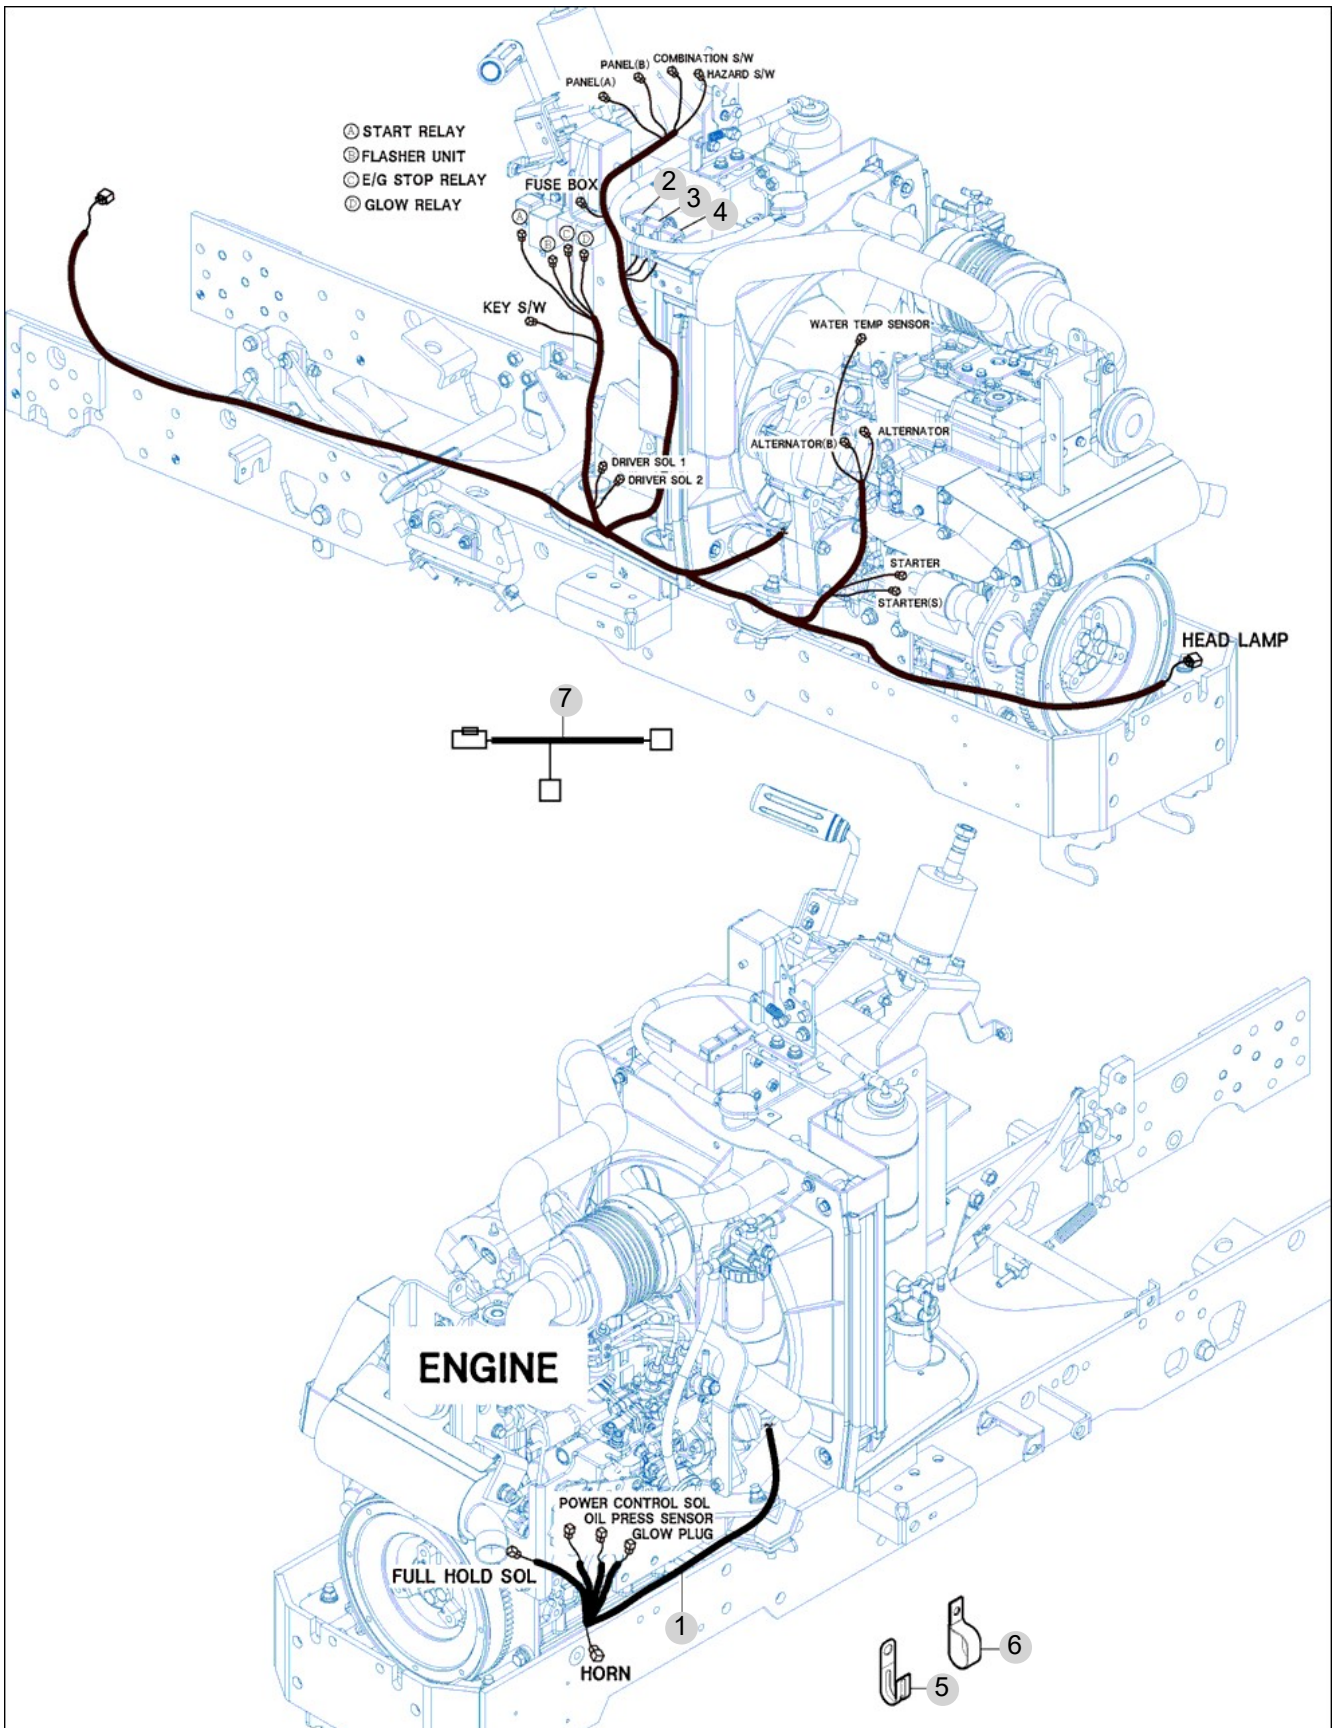 COMBINATION S/W
PANEL(B)
HAZARD S/W
PANEL(A)
Ⓐ START RELAY
Ⓑ FLASHER UNIT
Ⓒ E/G STOP RELAY
Ⓓ GLOW RELAY
FUSE BOX
2
3
4
Ⓐ
Ⓑ
Ⓒ
Ⓓ
KEY S/W
WATER TEMP SENSOR
ALTERNATOR
ALTERNATOR(B)
DRIVER SOL 1
DRIVER SOL 2
STARTER
STARTER(S)
HEAD LAMP
7
ENGINE
POWER CONTROL SOL
OIL PRESS SENSOR
GLOW PLUG
FULL HOLD SOL
1
HORN
6
5